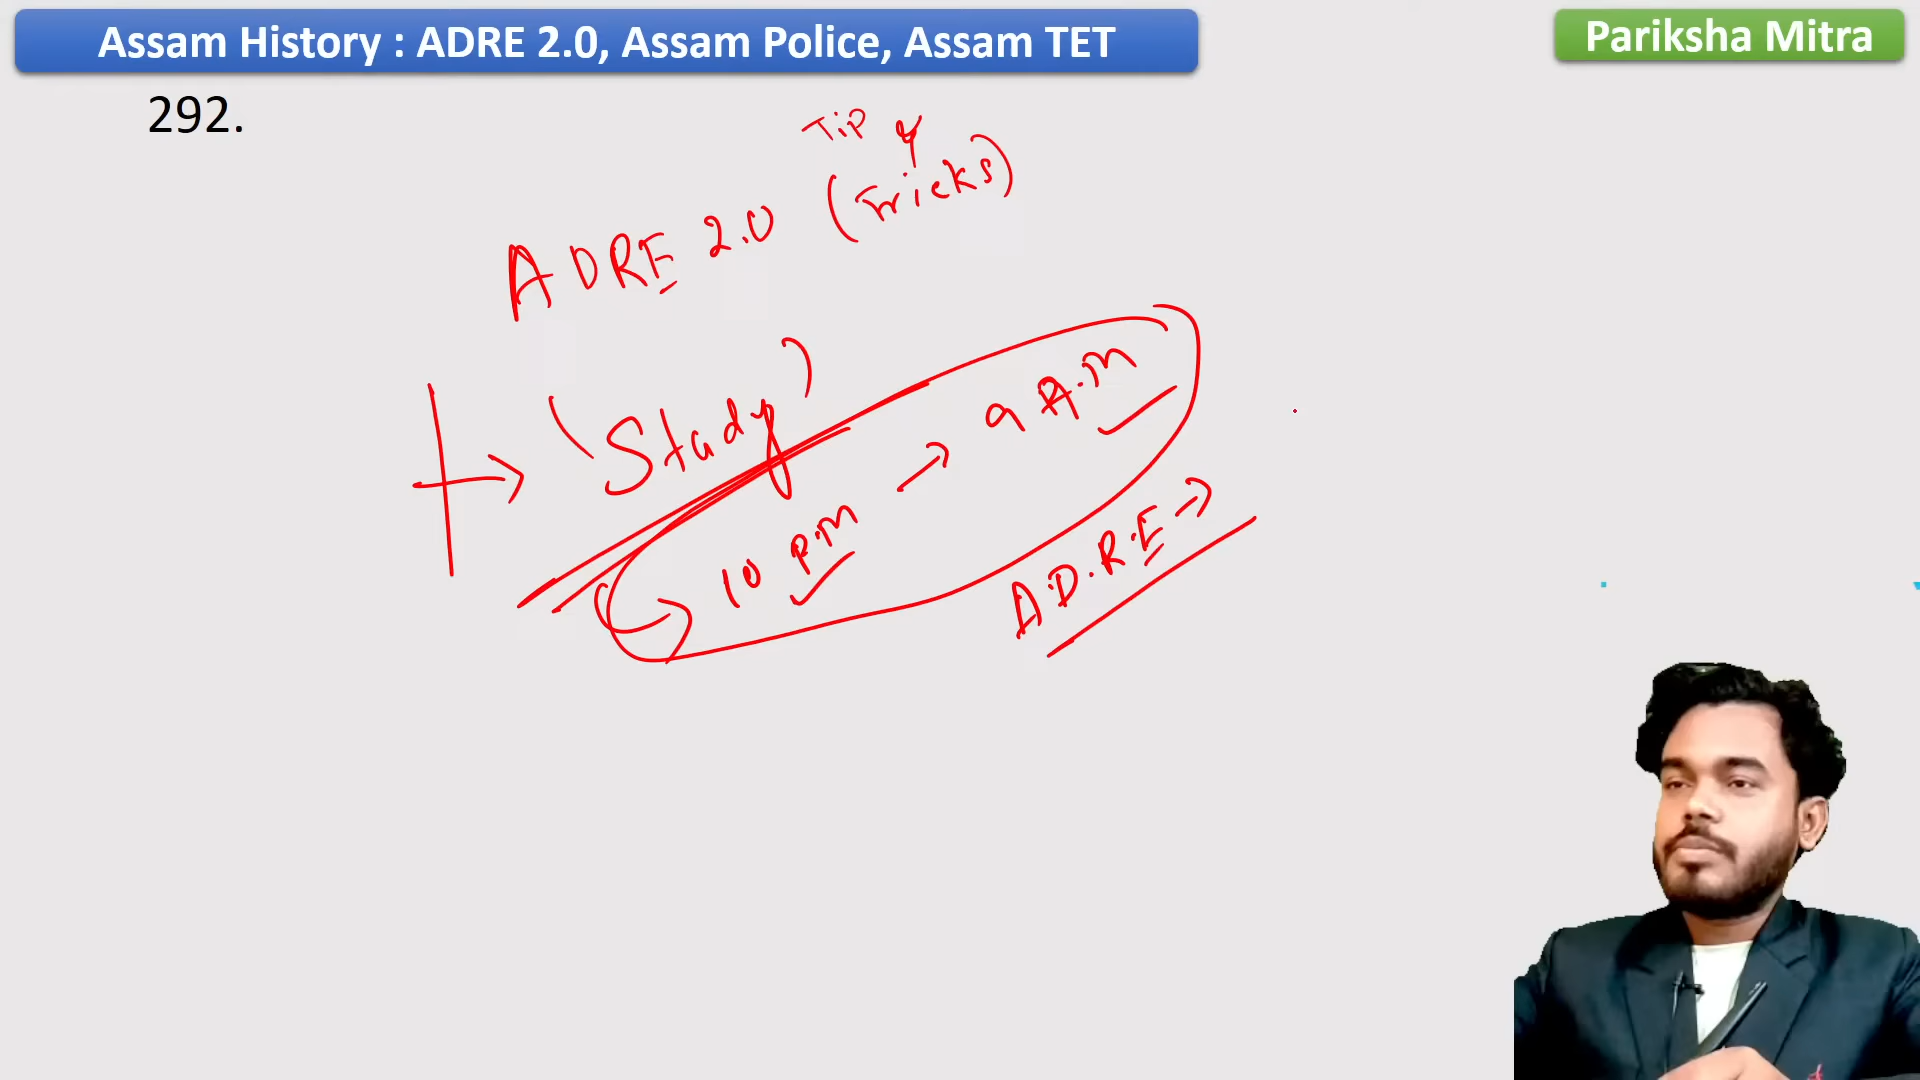 Assam History : ADRE 2.0, Assam Police, Assam TET
Pariksha Mitra
292.
Tip &
ADRE 2.0 (Tricks)
(Study)
10 P.M → 9 A.M
A.D.R.E →